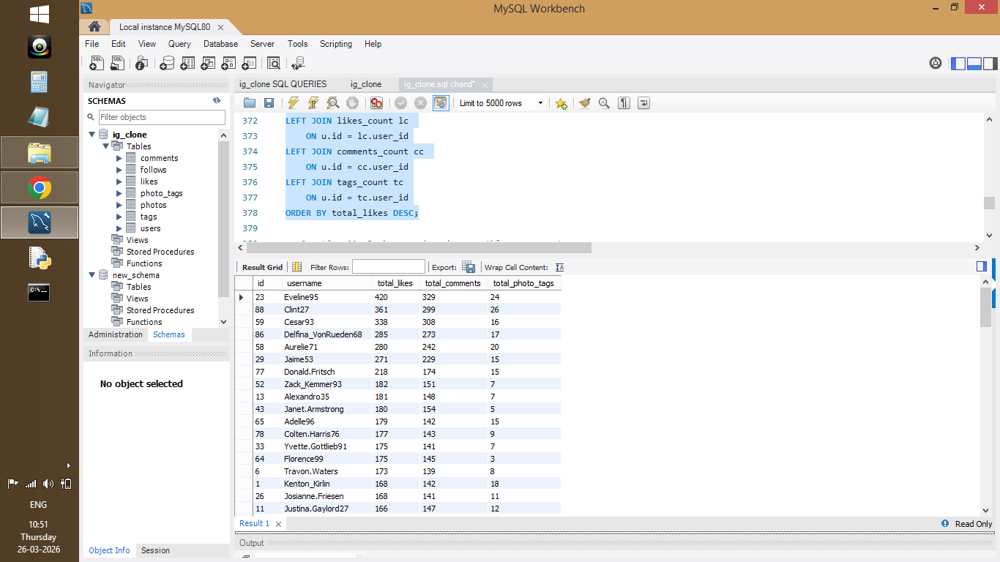 MySQL Workbench
Local instance MySQL80
File Edit View Query Database Server Tools Scripting Help
Navigator
SCHEMAS
Filter objects
ig_clone
Tables
comments
follows
likes
photo_tags
photos
tags
users
Views
Stored Procedures
Functions
new_schema
Tables
Views
Stored Procedures
Functions
Administration Schemas
Information
No object selected
Object Info Session
ig_clone SQL QUERIES ig_clone ig_clone.sql chand*
Limit to 5000 rows
372 LEFT JOIN likes_count lc
373 ON u.id = lc.user_id
374 LEFT JOIN comments_count cc
375 ON u.id = cc.user_id
376 LEFT JOIN tags_count tc
377 ON u.id = tc.user_id
378 ORDER BY total_likes DESC;
379
Result Grid Filter Rows: Export: Wrap Cell Content:
id username total_likes total_comments total_photo_tags
23 Eveline95 420 329 24
88 Clint27 361 299 26
59 Cesar93 338 308 16
86 Delfina_VonRueden68 285 273 17
58 Aurelie71 280 242 20
29 Jaime53 271 229 15
77 Donald.Fritsch 218 174 15
52 Zack_Kemmer93 182 151 7
13 Alexandro35 181 148 7
43 Janet.Armstrong 180 154 5
65 Adelle96 179 142 15
78 Colten.Harris76 177 143 9
33 Yvette.Gottlieb91 175 141 7
64 Florence99 175 145 3
6 Travon.Waters 173 139 8
1 Kenton_Kirlin 168 142 18
26 Josianne.Friesen 168 141 11
11 Justina.Gaylord27 166 147 12
Result 1
Read Only
Output
ENG
10:51
Thursday
26-03-2026